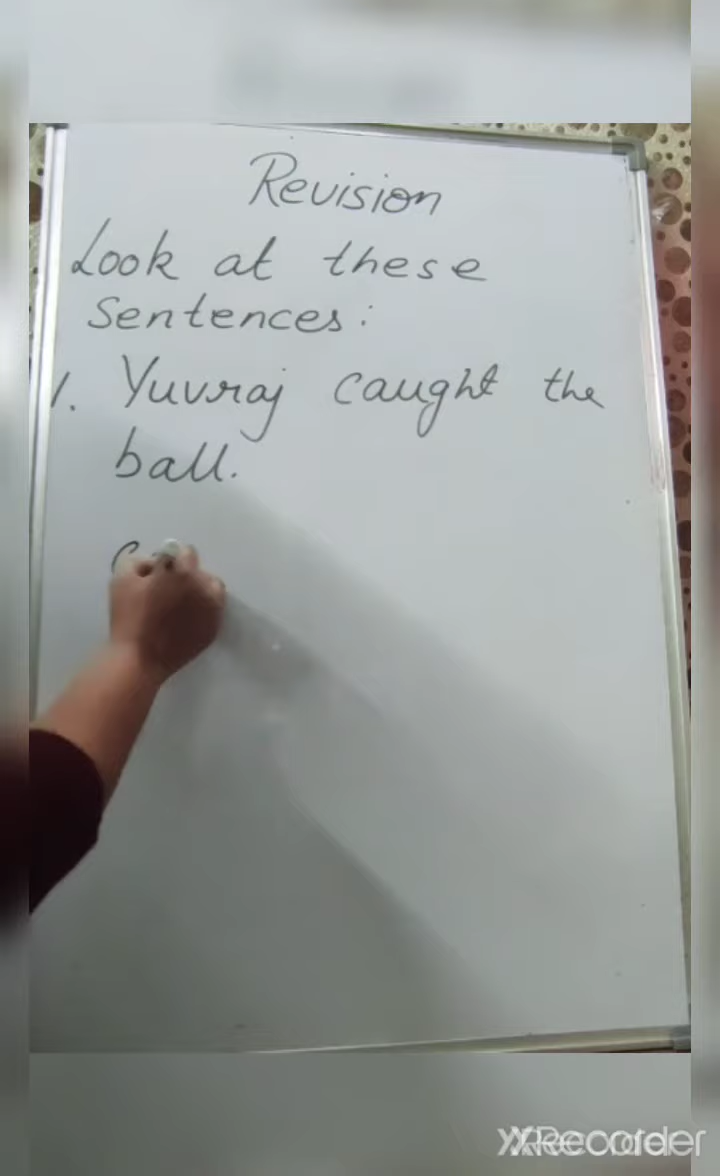 Revision
Look at these
sentences:
1. Yuvraj caught the
ball.
XRecorder